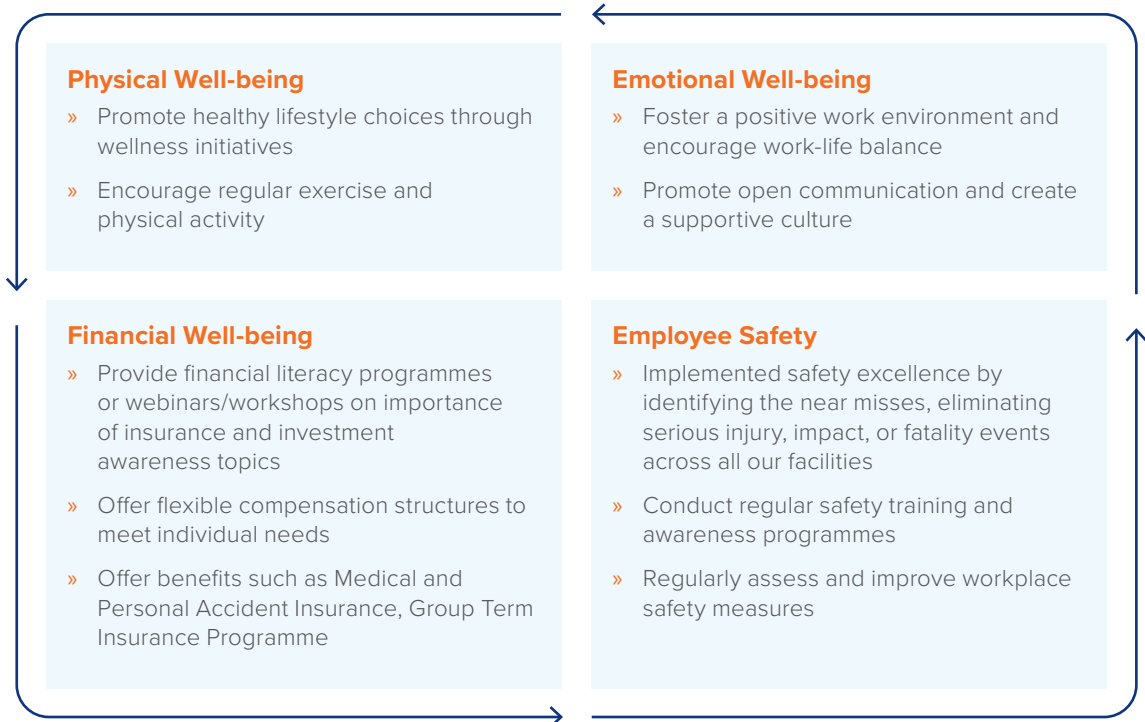 Physical Well-being
» Promote healthy lifestyle choices through
wellness initiatives
» Encourage regular exercise and
physical activity
Emotional Well-being
» Foster a positive work environment and
encourage work-life balance
» Promote open communication and create
a supportive culture
Financial Well-being
» Provide financial literacy programmes
or webinars/workshops on importance
of insurance and investment
awareness topics
» Offer flexible compensation structures to
meet individual needs
» Offer benefits such as Medical and
Personal Accident Insurance, Group Term
Insurance Programme
Employee Safety
» Implemented safety excellence by
identifying the near misses, eliminating
serious injury, impact, or fatality events
across all our facilities
» Conduct regular safety training and
awareness programmes
» Regularly assess and improve workplace
safety measures